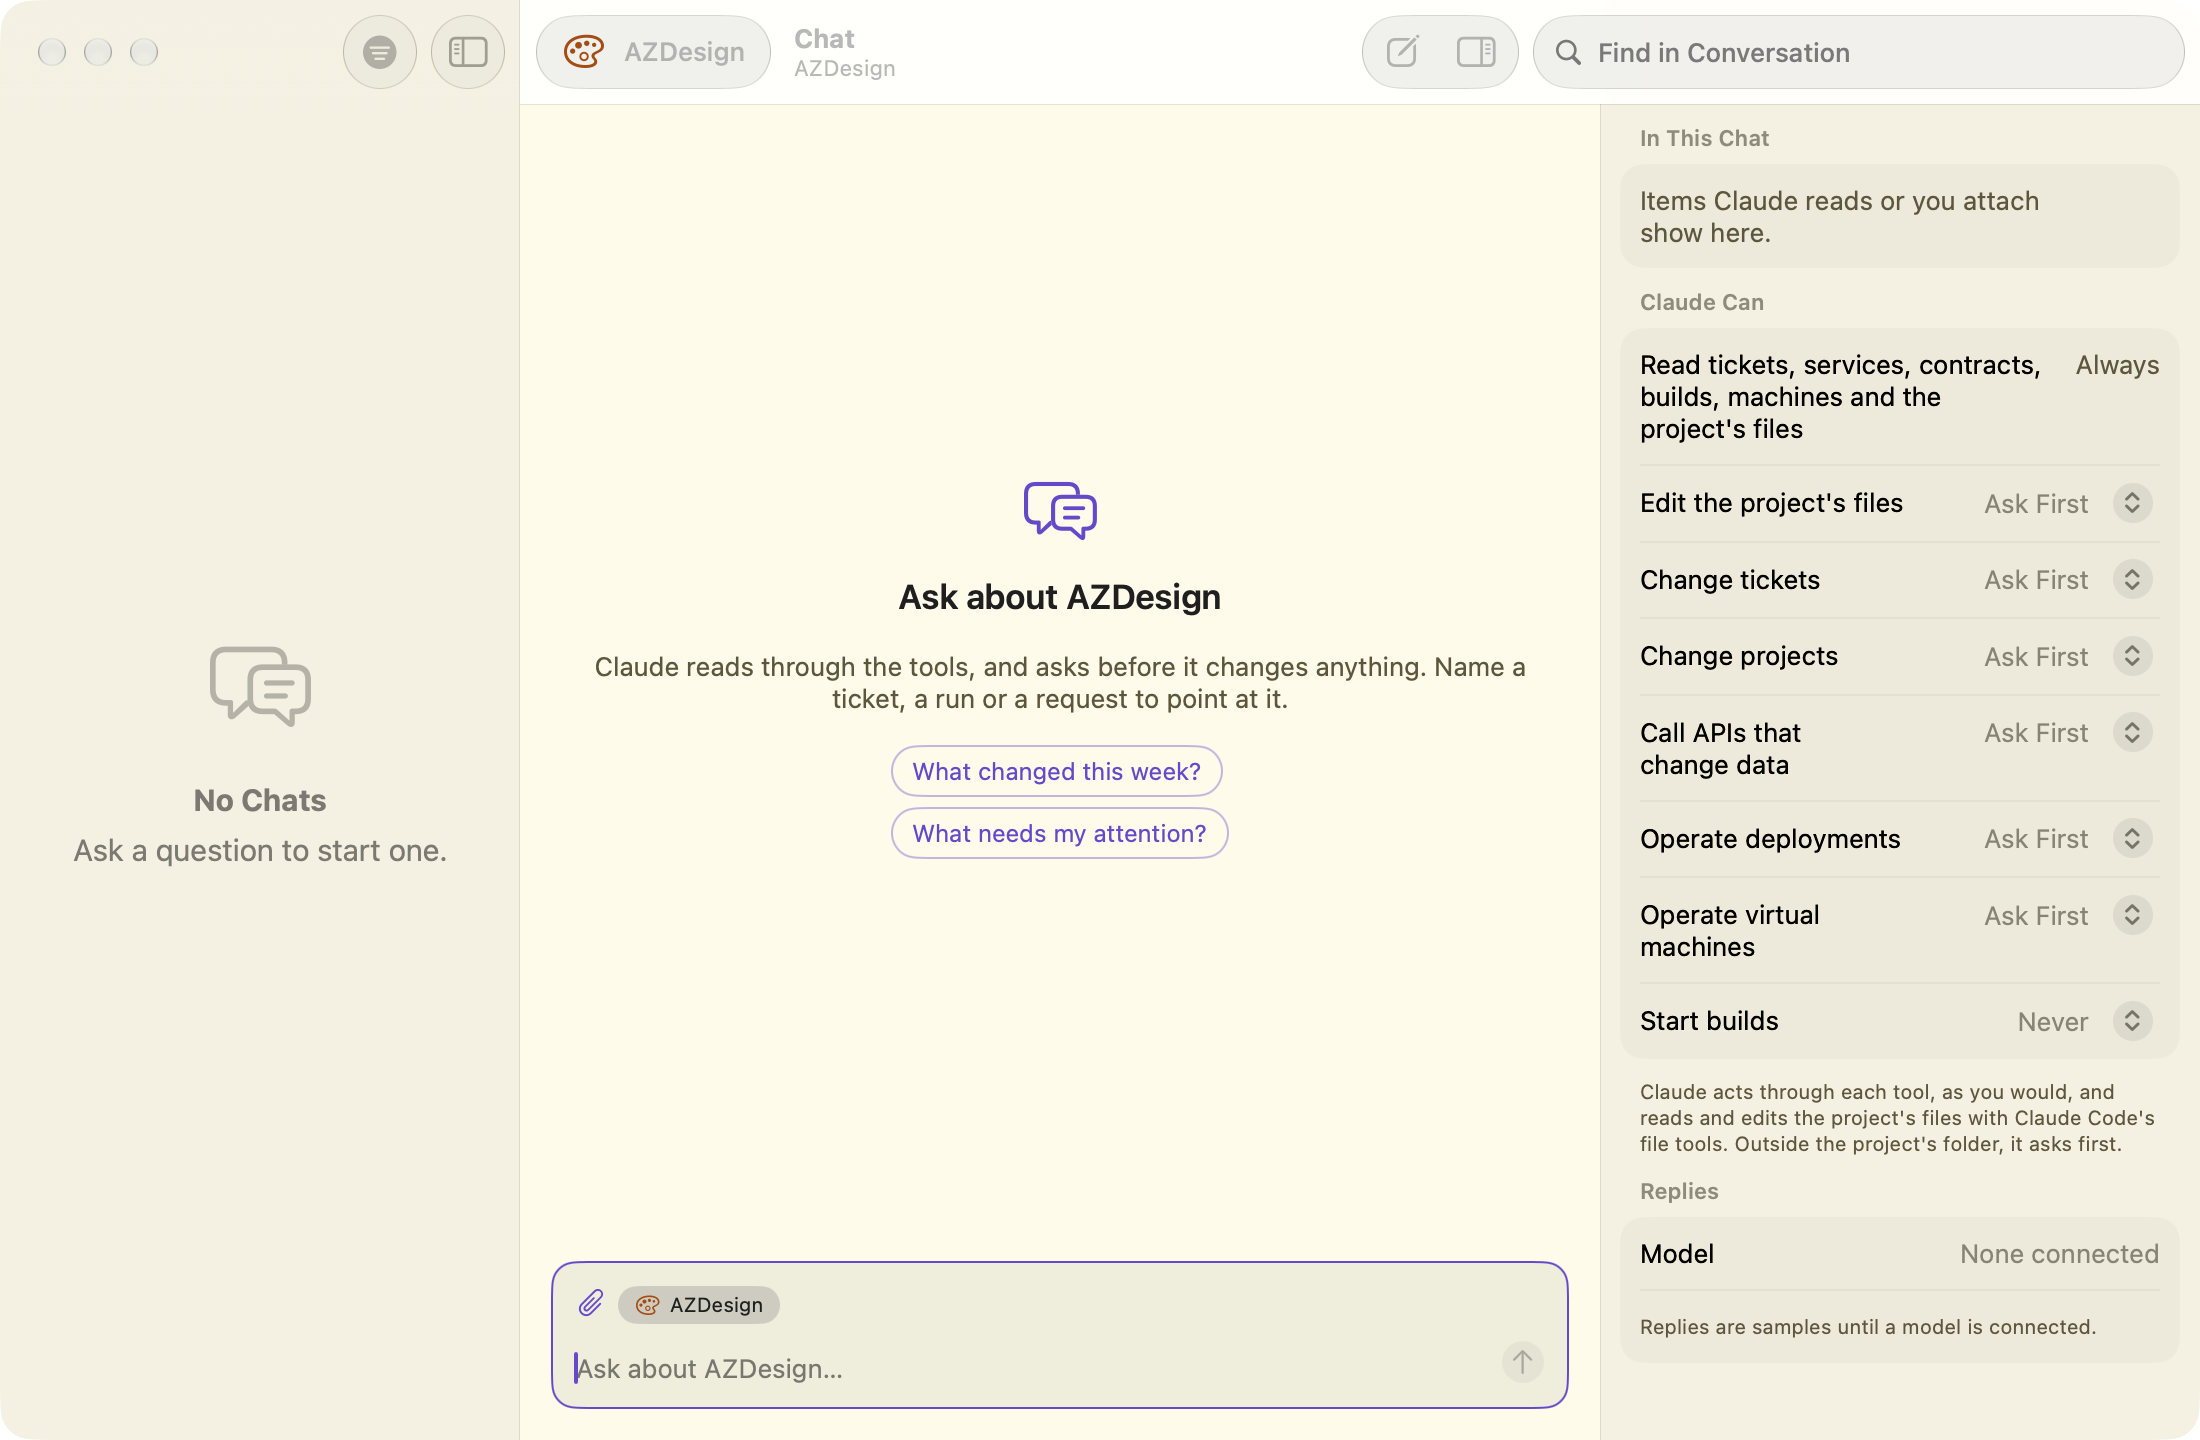 AZDesign
Chat
AZDesign
Find in Conversation
No Chats
Ask a question to start one.
Ask about AZDesign
Claude reads through the tools, and asks before it changes anything. Name a
ticket, a run or a request to point at it.
What changed this week?
What needs my attention?
AZDesign
Ask about AZDesign...
In This Chat
Items Claude reads or you attach
show here.
Claude Can
Read tickets, services, contracts, Always
builds, machines and the
project's files
Edit the project's files Ask First
Change tickets Ask First
Change projects Ask First
Call APIs that Ask First
change data
Operate deployments Ask First
Operate virtual Ask First
machines
Start builds Never
Claude acts through each tool, as you would, and
reads and edits the project's files with Claude Code's
file tools. Outside the project's folder, it asks first.
Replies
Model None connected
Replies are samples until a model is connected.